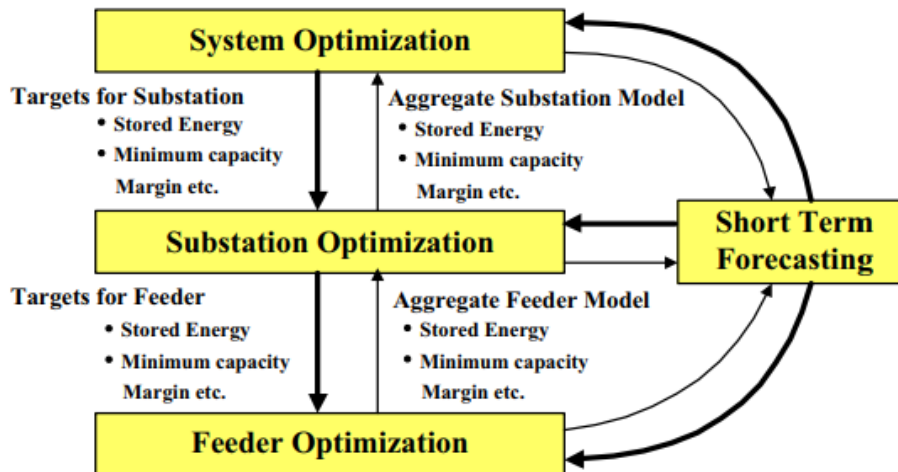 System Optimization
Targets for Substation
• Stored Energy
• Minimum capacity
Margin etc.
Aggregate Substation Model
• Stored Energy
• Minimum capacity
Margin etc.
Substation Optimization
Short Term
Forecasting
Targets for Feeder
• Stored Energy
• Minimum capacity
Margin etc.
Aggregate Feeder Model
• Stored Energy
• Minimum capacity
Margin etc.
Feeder Optimization